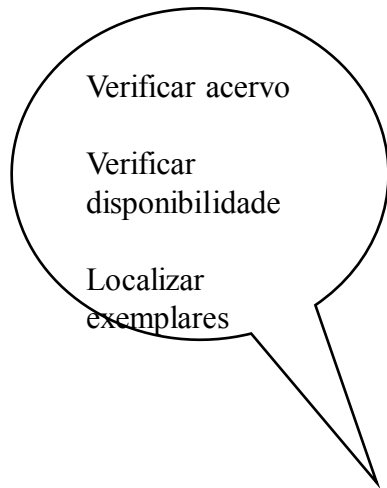 Verificar acervo
Verificar
disponibilidade
Localizar
exemplares